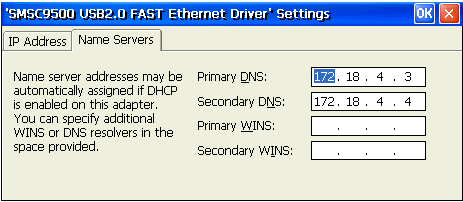 'SMSC9500 USB2.0 FAST Ethernet Driver' Settings OK X
IP Address Name Servers
Name server addresses may be
automatically assigned if DHCP
is enabled on this adapter.
You can specify additional
WINS or DNS resolvers in the
space provided.
Primary DNS: 172 . 18 . 4 . 3
Secondary DNS: 172 . 18 . 4 . 4
Primary WINS: . . .
Secondary WINS: . . .